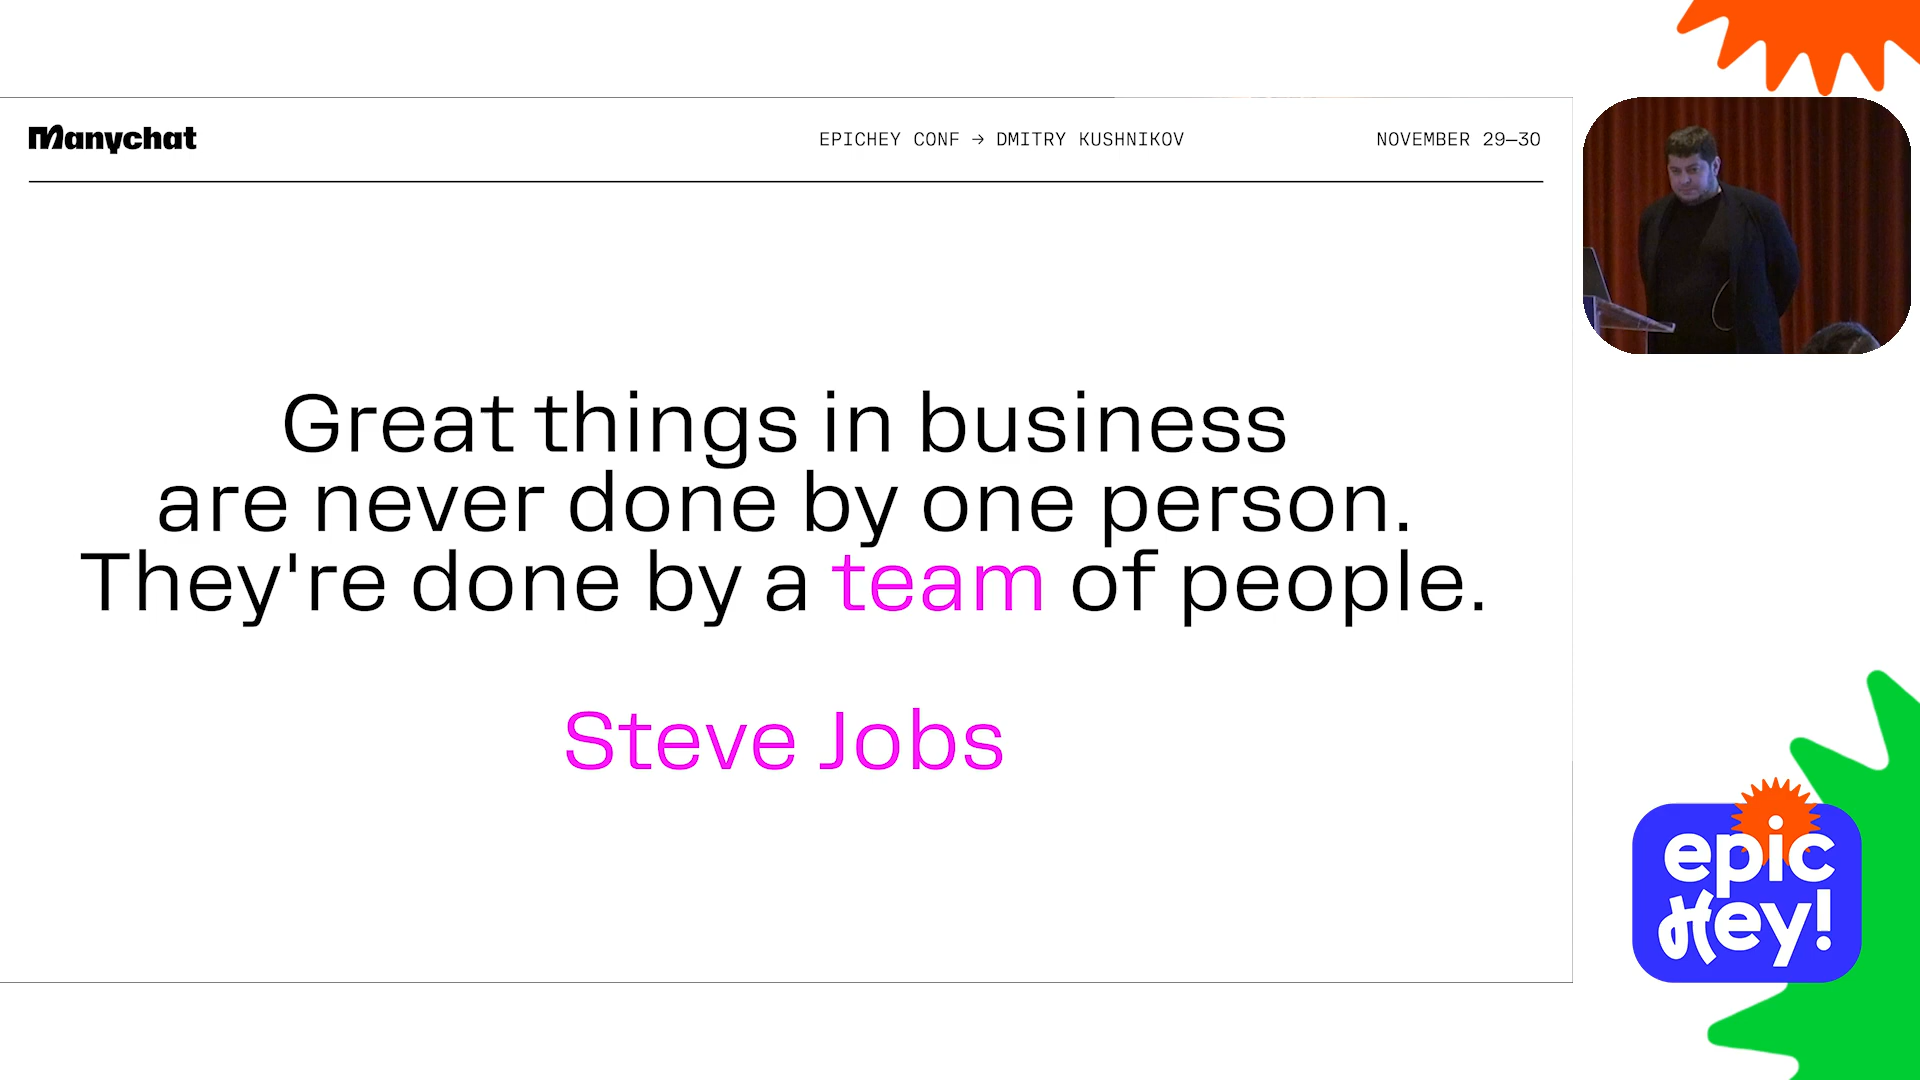 Manychat
EPICHEY CONF → DMITRY KUSHNIKOV
NOVEMBER 29—30
Great things in business
are never done by one person.
They're done by a team of people.
Steve Jobs
epic
Hey!